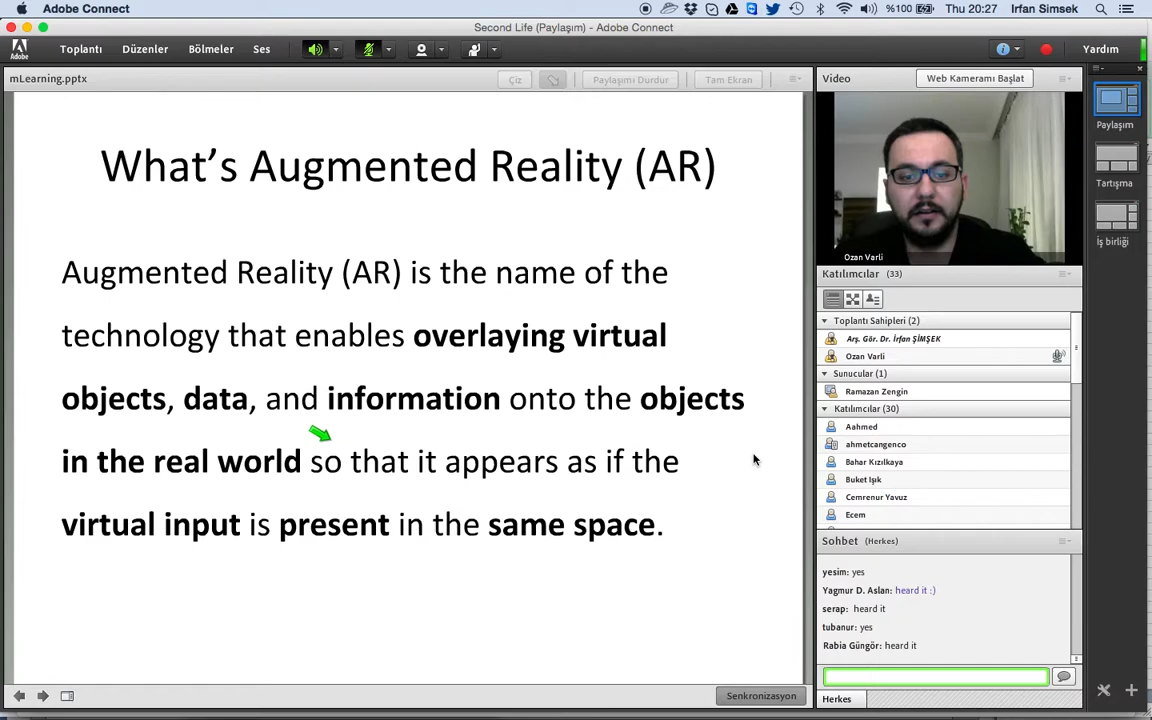 Adobe Connect
%100
Thu 20:27
Irfan Simsek
Second Life (Paylaşım) - Adobe Connect
Adobe
Toplantı
Düzenler
Bölmeler
Ses
Yardım
mLearning.pptx
Çiz
Paylaşımı Durdur
Tam Ekran
What’s Augmented Reality (AR)
Augmented Reality (AR) is the name of the
technology that enables overlaying virtual
objects, data, and information onto the objects
in the real world so that it appears as if the
virtual input is present in the same space.
Senkronizasyon
Video
Web Kameramı Başlat
Ozan Varli
Katılımcılar (33)
Toplantı Sahipleri (2)
Arş. Gör. Dr. İrfan ŞİMŞEK
Ozan Varli
Sunucular (1)
Ramazan Zengin
Katılımcılar (30)
Aahmed
ahmetcangenco
Bahar Kızılkaya
Buket Işık
Cemrenur Yavuz
Ecem
Sohbet (Herkes)
yesim: yes
Yagmur D. Aslan: heard it :)
serap: heard it
tubanur: yes
Rabia Güngör: heard it
Herkes
Paylaşım
Tartışma
İş birliği